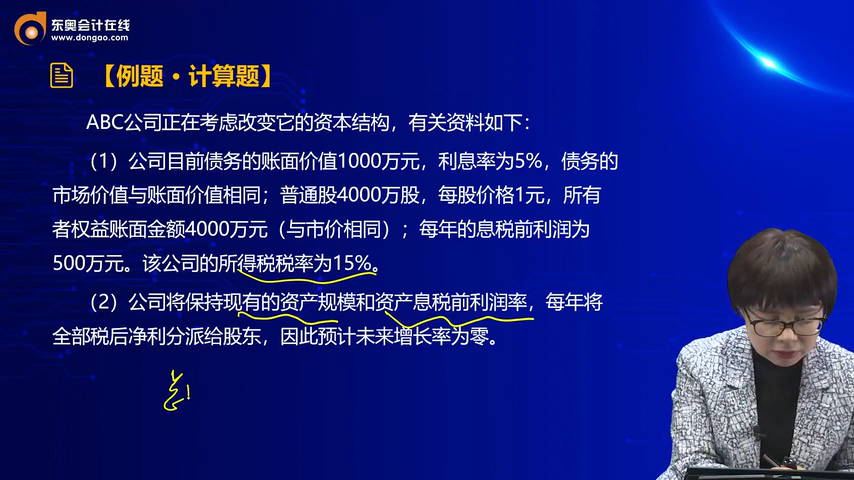 东奥会计在线
www.dongao.com
【例题·计算题】
ABC公司正在考虑改变它的资本结构，有关资料如下：
（1）公司目前债务的账面价值1000万元，利息率为5%，债务的
市场价值与账面价值相同；普通股4000万股，每股价格1元，所有
者权益账面金额4000万元（与市价相同）；每年的息税前利润为
500万元。该公司的所得税税率为15%。
（2）公司将保持现有的资产规模和资产息税前利润率，每年将
全部税后净利分派给股东，因此预计未来增长率为零。